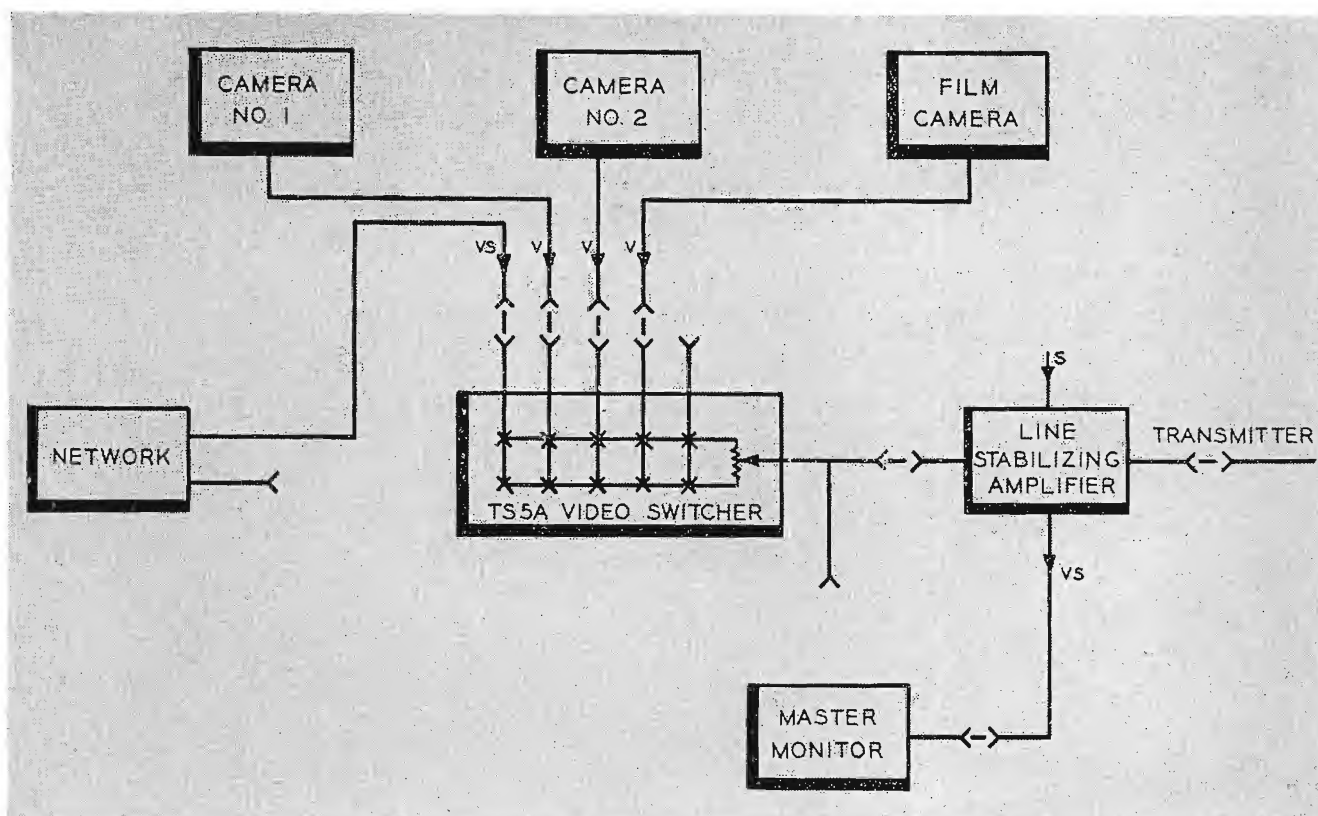 CAMERA
NO. 1
CAMERA
NO. 2
FILM
CAMERA
VS
V
V
V
S
NETWORK
TS5A VIDEO SWITCHER
LINE
STABILIZING
AMPLIFIER
TRANSMITTER
VS
MASTER
MONITOR